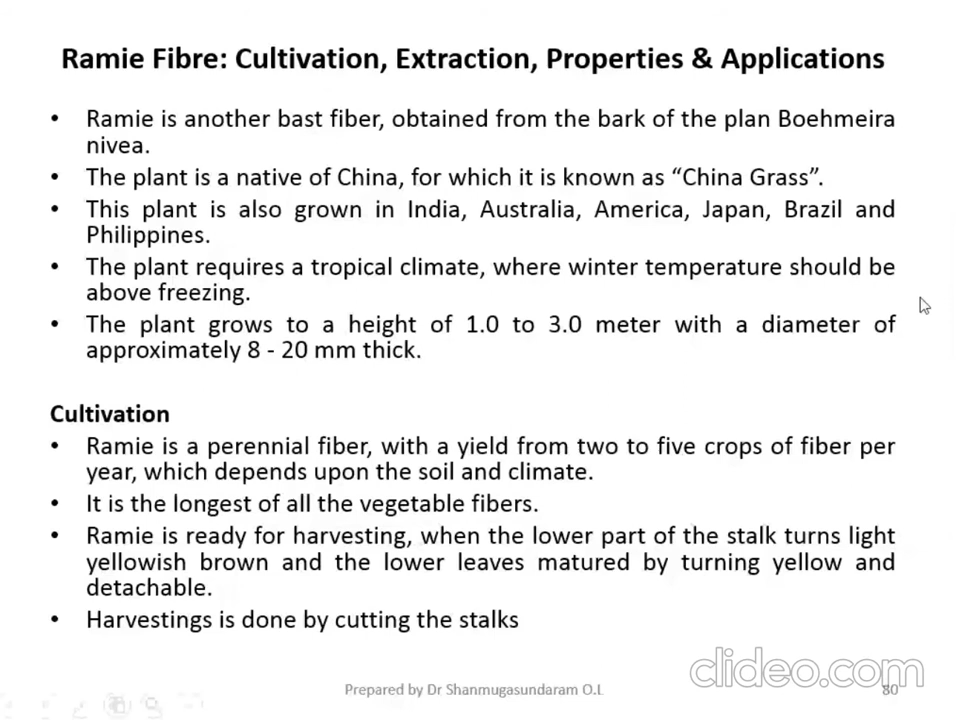 Ramie Fibre: Cultivation, Extraction, Properties & Applications
• Ramie is another bast fiber, obtained from the bark of the plan Boehmeira
nivea.
• The plant is a native of China, for which it is known as “China Grass”.
• This plant is also grown in India, Australia, America, Japan, Brazil and
Philippines.
• The plant requires a tropical climate, where winter temperature should be
above freezing.
• The plant grows to a height of 1.0 to 3.0 meter with a diameter of
approximately 8 - 20 mm thick.
Cultivation
• Ramie is a perennial fiber, with a yield from two to five crops of fiber per
year, which depends upon the soil and climate.
• It is the longest of all the vegetable fibers.
• Ramie is ready for harvesting, when the lower part of the stalk turns light
yellowish brown and the lower leaves matured by turning yellow and
detachable.
• Harvestings is done by cutting the stalks
clideo.com
Prepared by Dr Shanmugasundaram O.L 80